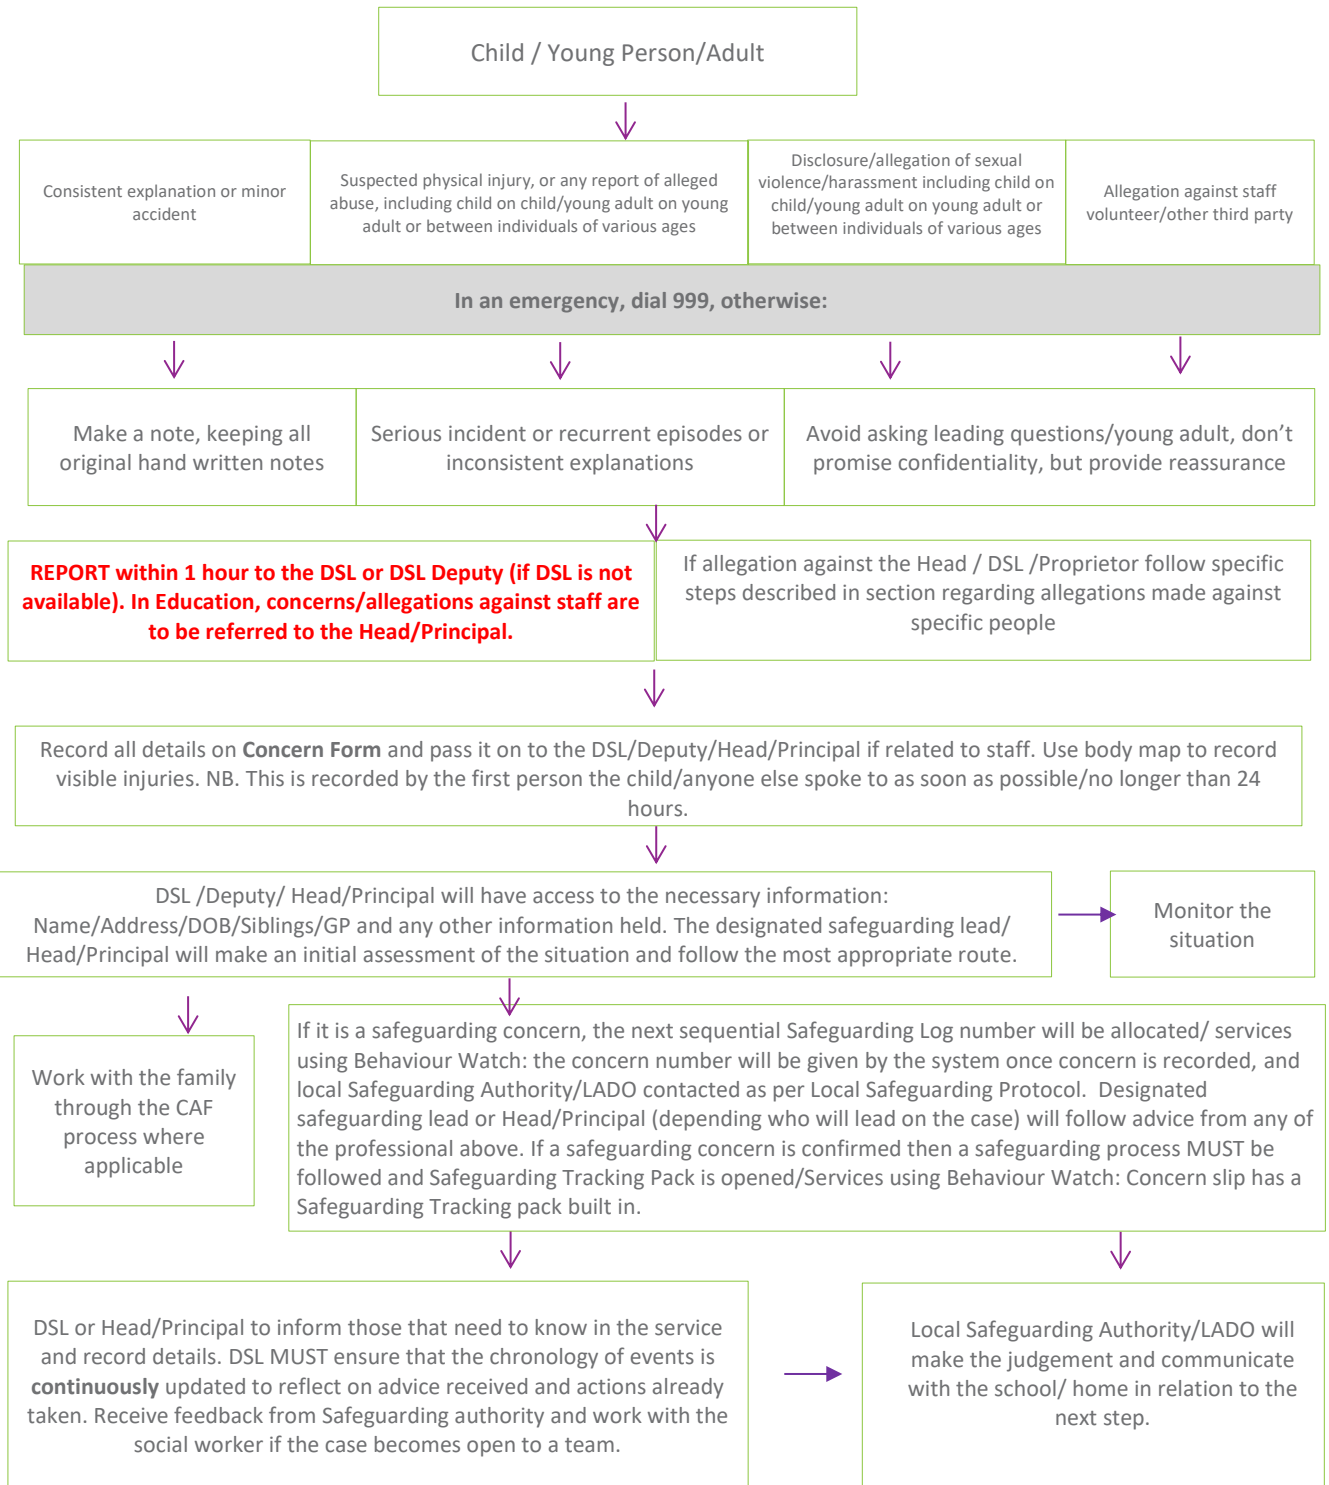 Child / Young Person/Adult
Consistent explanation or minor
accident
Suspected physical injury, or any report of alleged
abuse, including child on child/young adult on young
adult or between individuals of various ages
Disclosure/allegation of sexual
violence/harassment including child on
child/young adult on young adult or
between individuals of various ages
Allegation against staff
volunteer/other third party
In an emergency, dial 999, otherwise:
Make a note, keeping all
original hand written notes
Serious incident or recurrent episodes or
inconsistent explanations
Avoid asking leading questions/young adult, don’t
promise confidentiality, but provide reassurance
REPORT within 1 hour to the DSL or DSL Deputy (if DSL is not
available). In Education, concerns/allegations against staff are
to be referred to the Head/Principal.
If allegation against the Head / DSL /Proprietor follow specific
steps described in section regarding allegations made against
specific people
Record all details on Concern Form and pass it on to the DSL/Deputy/Head/Principal if related to staff. Use body map to record
visible injuries. NB. This is recorded by the first person the child/anyone else spoke to as soon as possible/no longer than 24
hours.
DSL /Deputy/ Head/Principal will have access to the necessary information:
Name/Address/DOB/Siblings/GP and any other information held. The designated safeguarding lead/
Head/Principal will make an initial assessment of the situation and follow the most appropriate route.
Monitor the
situation
Work with the family
through the CAF
process where
applicable
If it is a safeguarding concern, the next sequential Safeguarding Log number will be allocated/ services
using Behaviour Watch: the concern number will be given by the system once concern is recorded, and
local Safeguarding Authority/LADO contacted as per Local Safeguarding Protocol.  Designated
safeguarding lead or Head/Principal (depending who will lead on the case) will follow advice from any of
the professional above. If a safeguarding concern is confirmed then a safeguarding process MUST be
followed and Safeguarding Tracking Pack is opened/Services using Behaviour Watch: Concern slip has a
Safeguarding Tracking pack built in.
DSL or Head/Principal to inform those that need to know in the service
and record details. DSL MUST ensure that the chronology of events is
continuously updated to reflect on advice received and actions already
taken. Receive feedback from Safeguarding authority and work with the
social worker if the case becomes open to a team.
Local Safeguarding Authority/LADO will
make the judgement and communicate
with the school/ home in relation to the
next step.